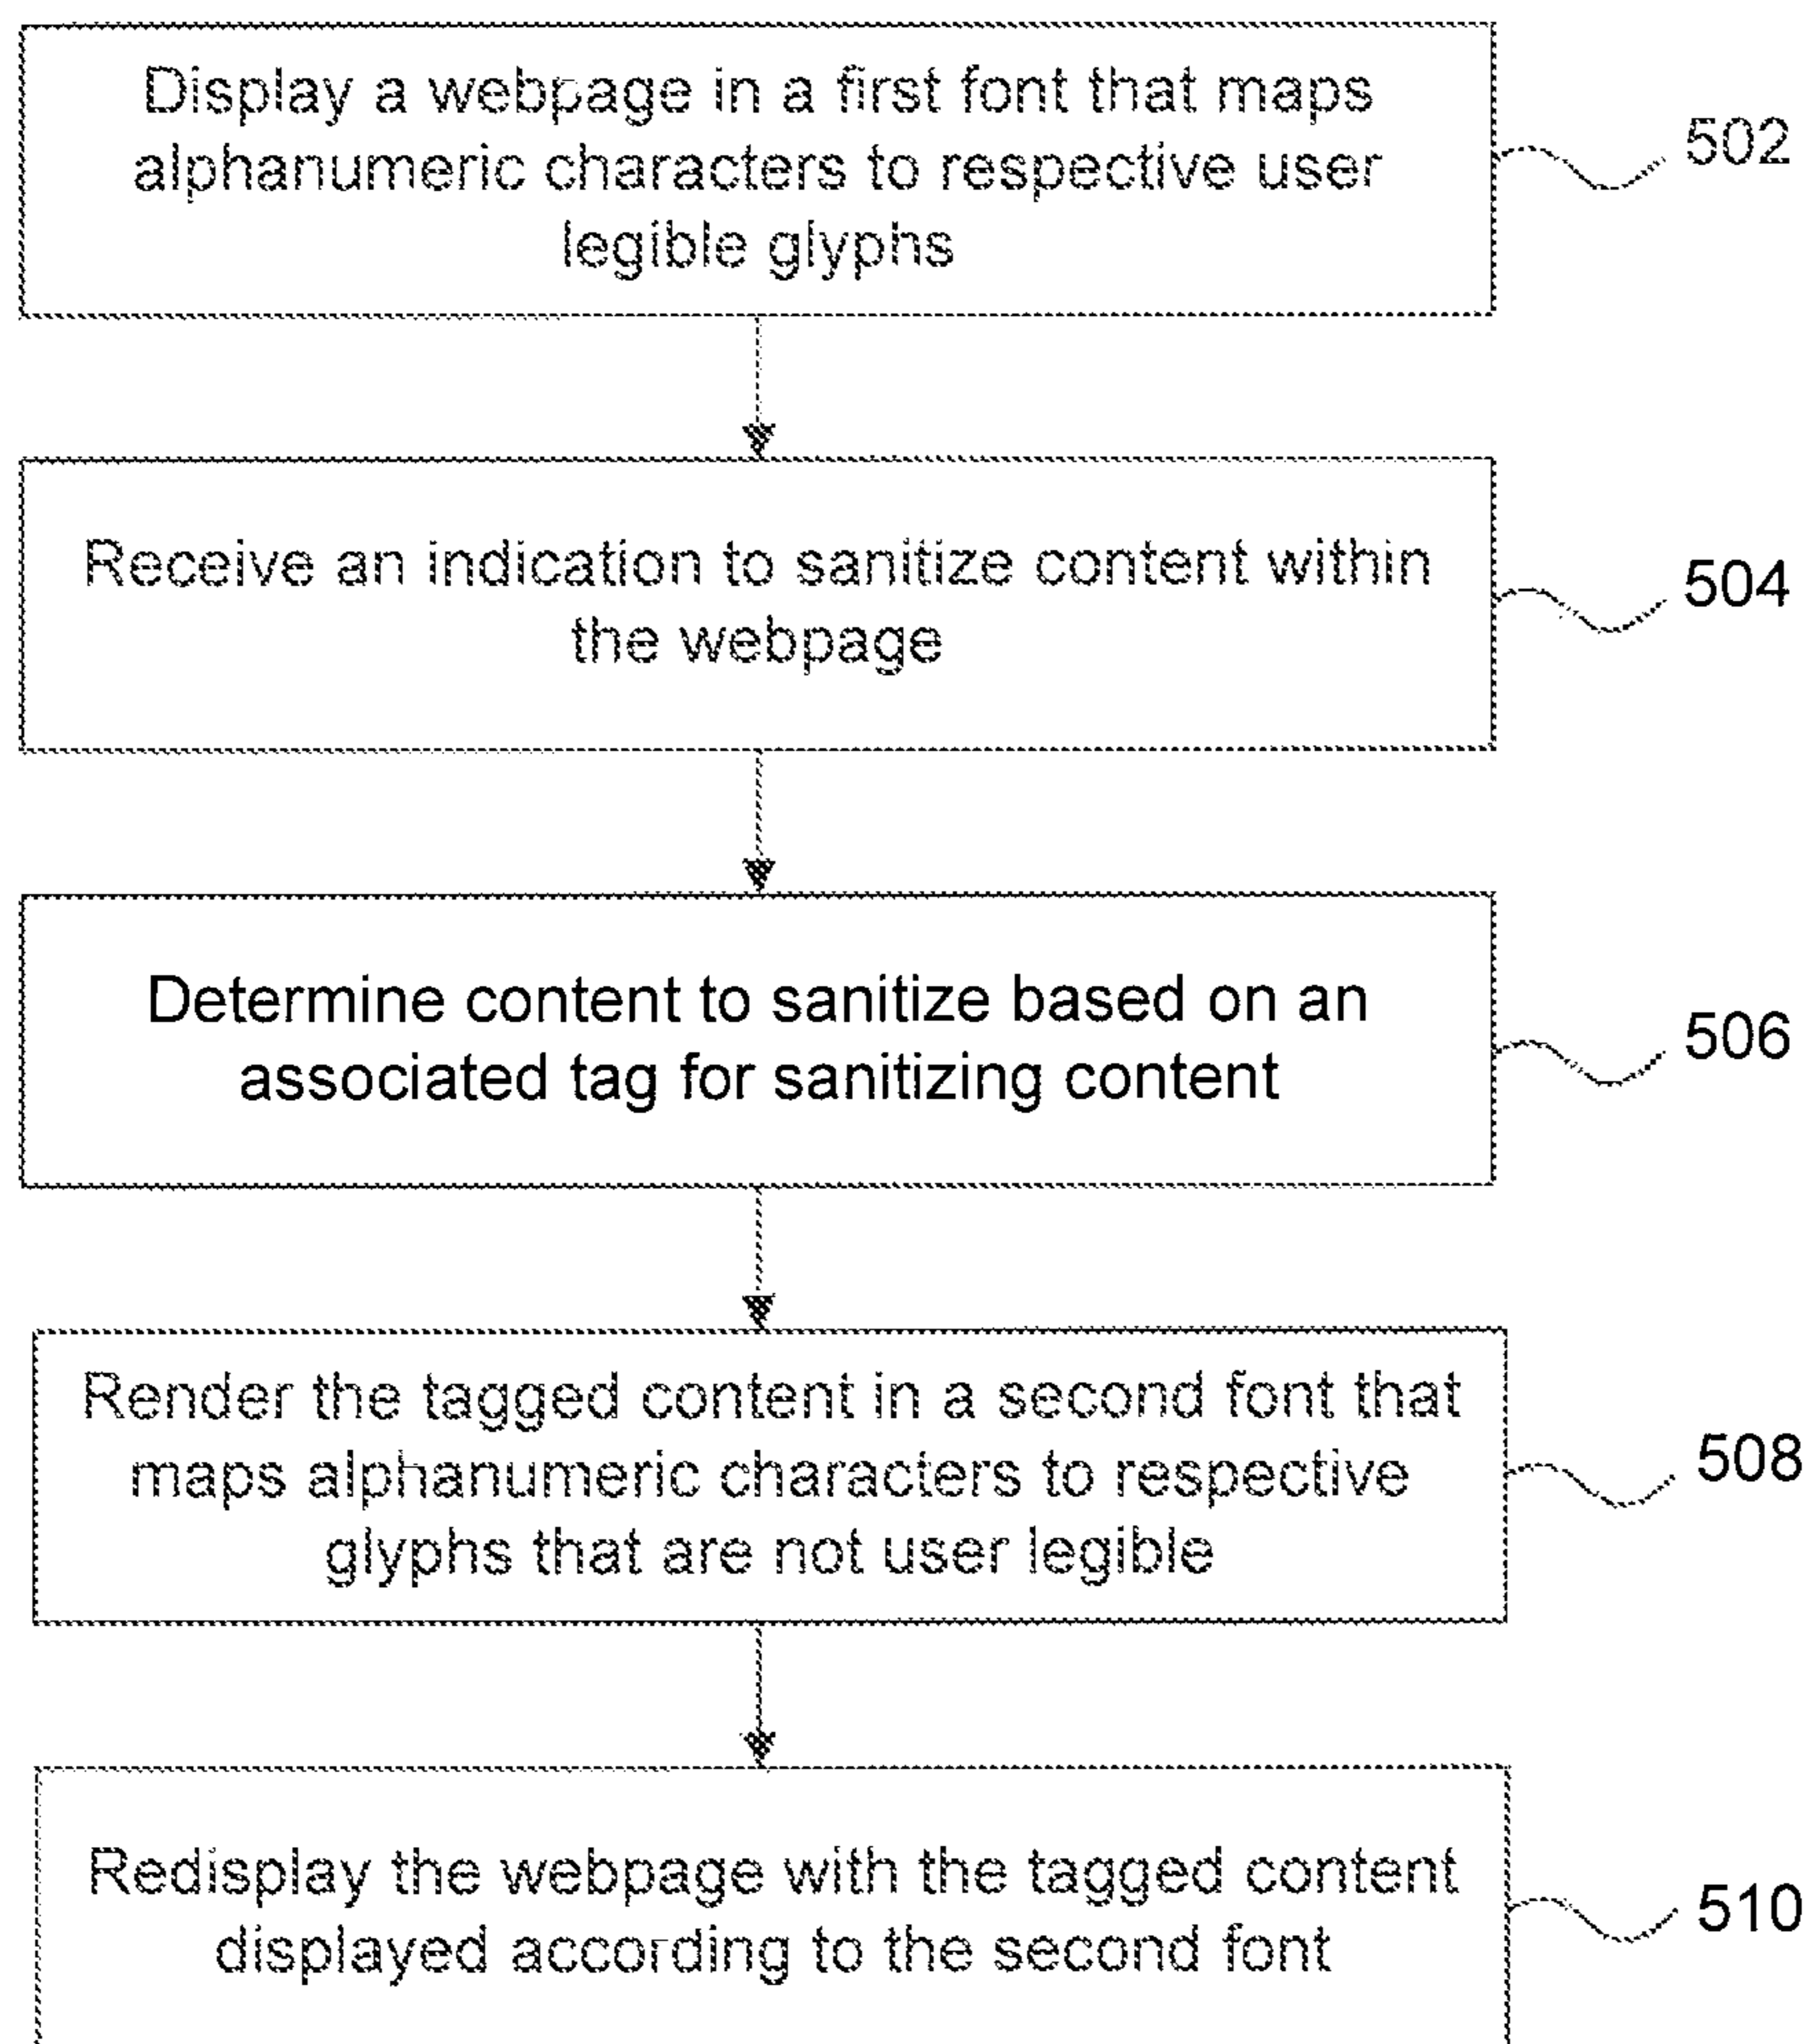 Display a webpage in a first font that maps
alphanumeric characters to respective user
legible glyphs
502
Receive an indication to sanitize content within
the webpage
504
Determine content to sanitize based on an
associated tag for sanitizing content
506
Render the tagged content in a second font that
maps alphanumeric characters to respective
glyphs that are not user legible
508
Redisplay the webpage with the tagged content
displayed according to the second font
510